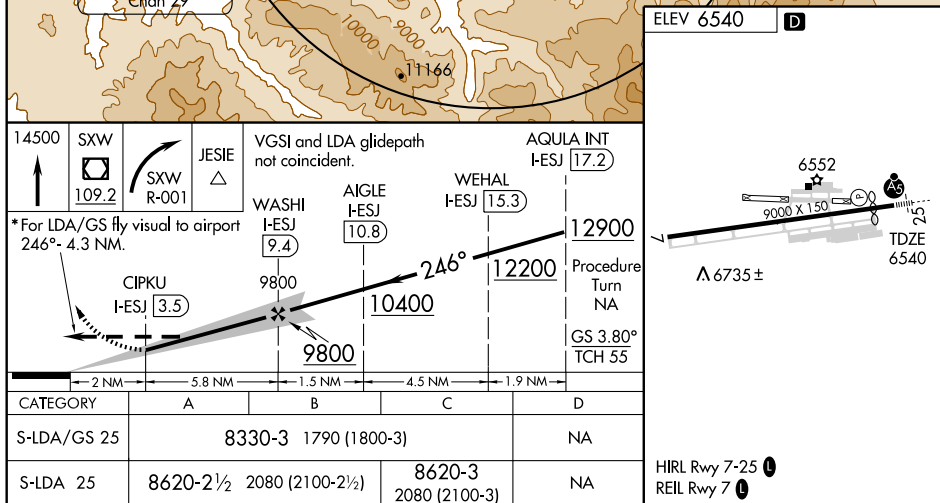 Chan 29
10000
9000
11166
ELEV 6540 D
14500
SXW
109.2
SXW
R-001
JESIE
VGSI and LDA glidepath
not coincident.
AQULA INT
I-ESJ 17.2
WEHAL
I-ESJ 15.3
AIGLE
I-ESJ
10.8
WASHI
I-ESJ
9.4
*For LDA/GS fly visual to airport
246°- 4.3 NM.
CIPKU
I-ESJ 3.5
9800
246°
12900
12200
10400
9800
Procedure
Turn
NA
GS 3.80°
TCH 55
2 NM
5.8 NM
1.5 NM
4.5 NM
1.9 NM
CATEGORY A B C D
S-LDA/GS 25 8330-3 1790 (1800-3) NA
S-LDA 25 8620-2½ 2080 (2100-2½) 8620-3 NA
2080 (2100-3)
6552
P
A5
9000 X 150
7
25
TDZE
6540
6735 ±
HIRL Rwy 7-25 L
REIL Rwy 7 L